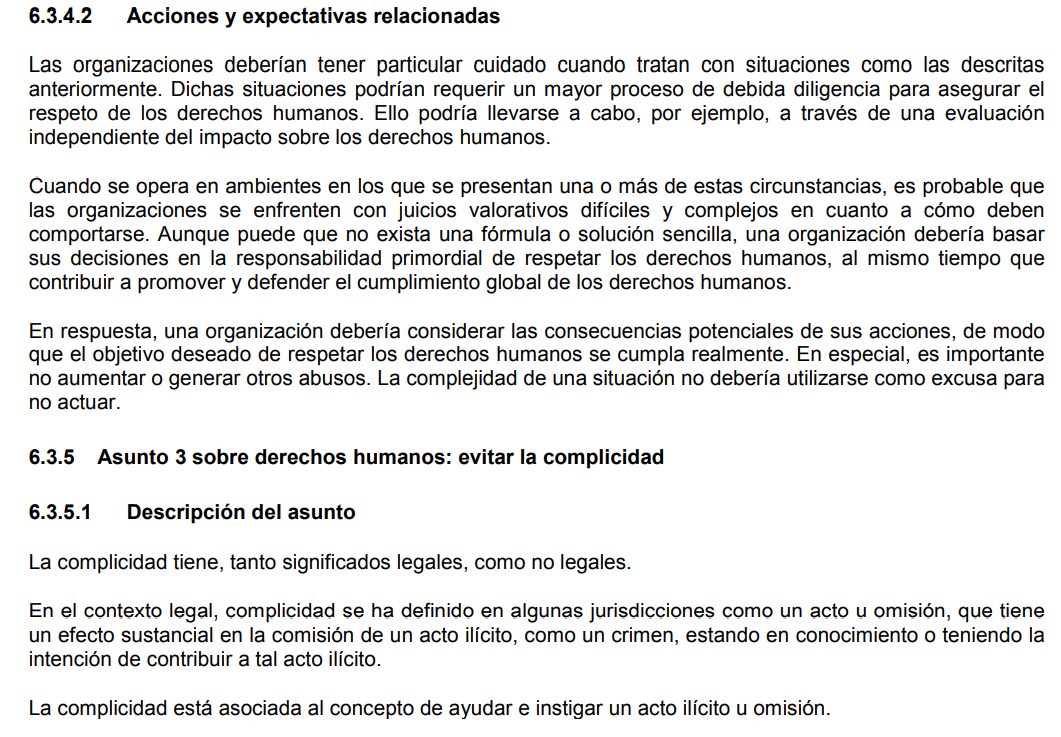 6.3.4.2 Acciones y expectativas relacionadas
Las organizaciones deberían tener particular cuidado cuando tratan con situaciones como las descritas
anteriormente. Dichas situaciones podrían requerir un mayor proceso de debida diligencia para asegurar el
respeto de los derechos humanos. Ello podría llevarse a cabo, por ejemplo, a través de una evaluación
independiente del impacto sobre los derechos humanos.
Cuando se opera en ambientes en los que se presentan una o más de estas circunstancias, es probable que
las organizaciones se enfrenten con juicios valorativos difíciles y complejos en cuanto a cómo deben
comportarse. Aunque puede que no exista una fórmula o solución sencilla, una organización debería basar
sus decisiones en la responsabilidad primordial de respetar los derechos humanos, al mismo tiempo que
contribuir a promover y defender el cumplimiento global de los derechos humanos.
En respuesta, una organización debería considerar las consecuencias potenciales de sus acciones, de modo
que el objetivo deseado de respetar los derechos humanos se cumpla realmente. En especial, es importante
no aumentar o generar otros abusos. La complejidad de una situación no debería utilizarse como excusa para
no actuar.
6.3.5 Asunto 3 sobre derechos humanos: evitar la complicidad
6.3.5.1 Descripción del asunto
La complicidad tiene, tanto significados legales, como no legales.
En el contexto legal, complicidad se ha definido en algunas jurisdicciones como un acto u omisión, que tiene
un efecto sustancial en la comisión de un acto ilícito, como un crimen, estando en conocimiento o teniendo la
intención de contribuir a tal acto ilícito.
La complicidad está asociada al concepto de ayudar e instigar un acto ilícito u omisión.